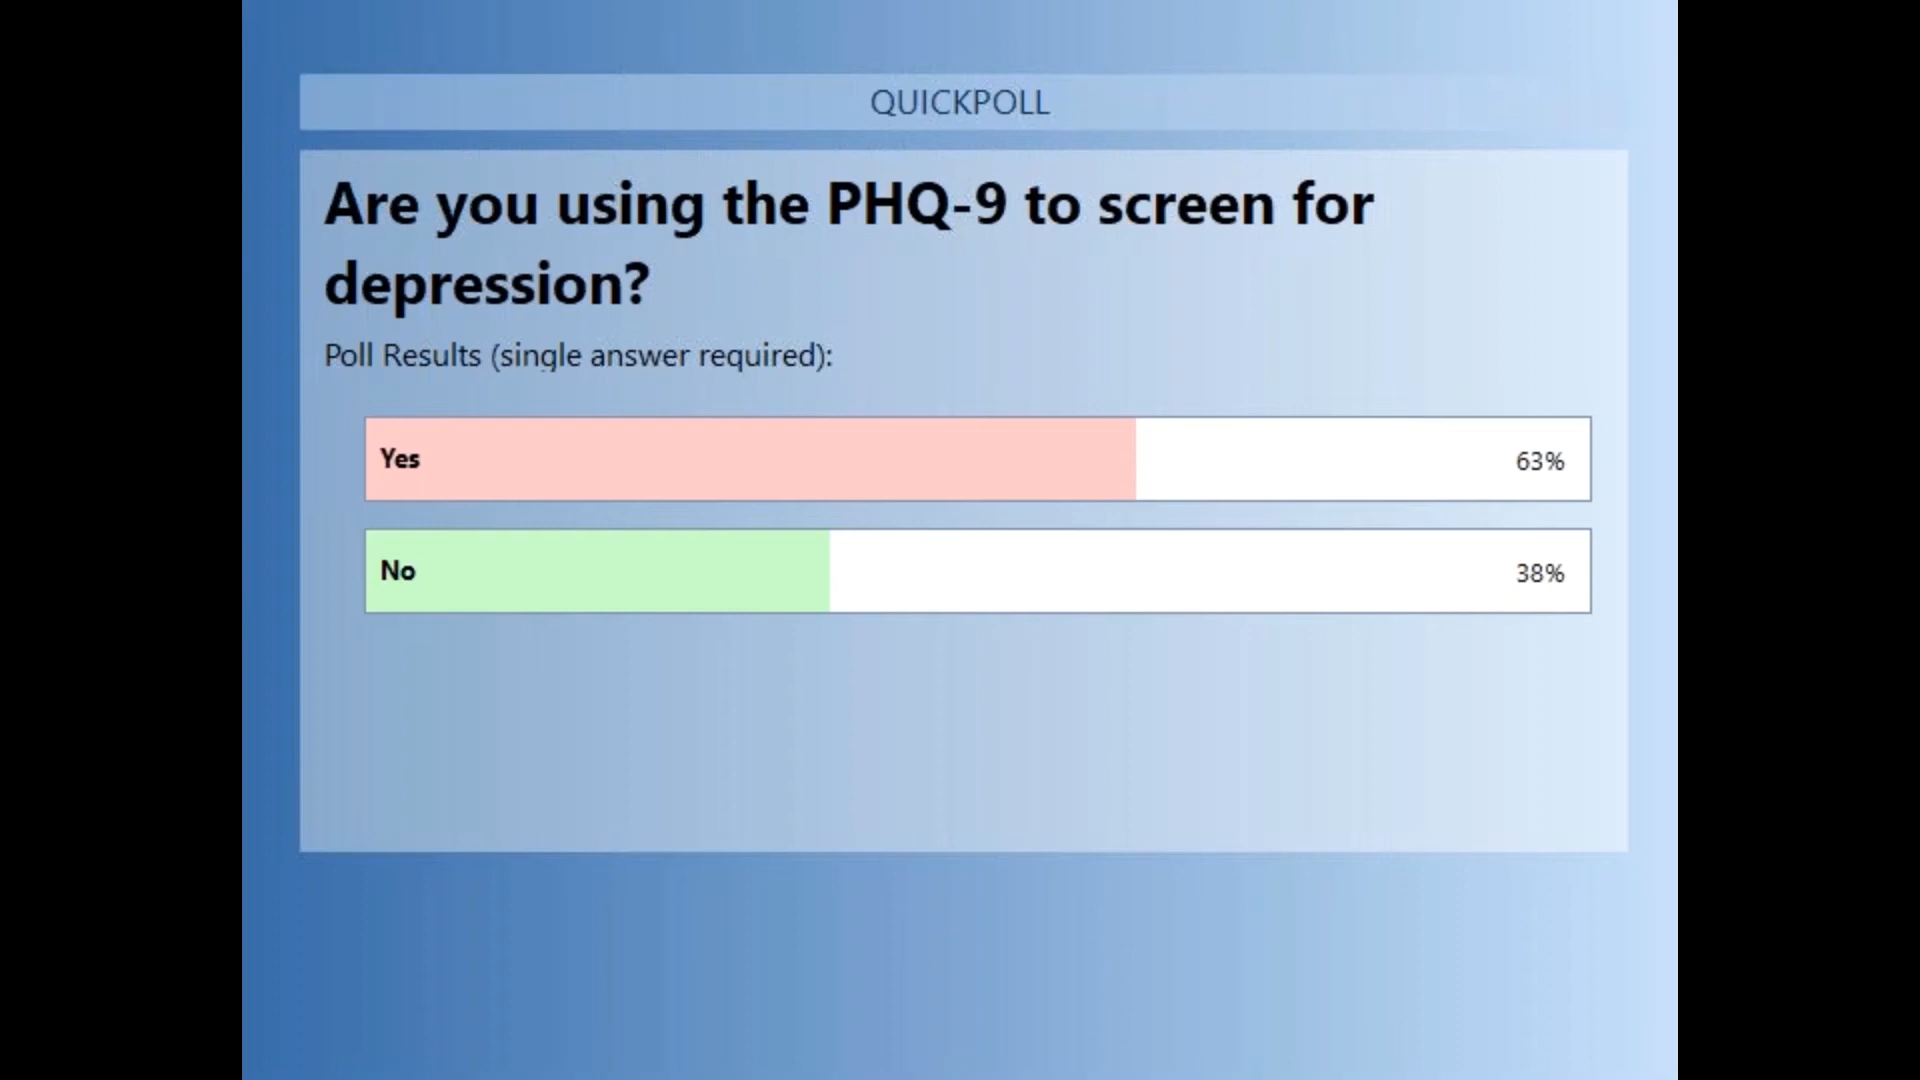 QUICKPOLL
Are you using the PHQ-9 to screen for
depression?
Poll Results (single answer required):
Yes 63%
No 38%